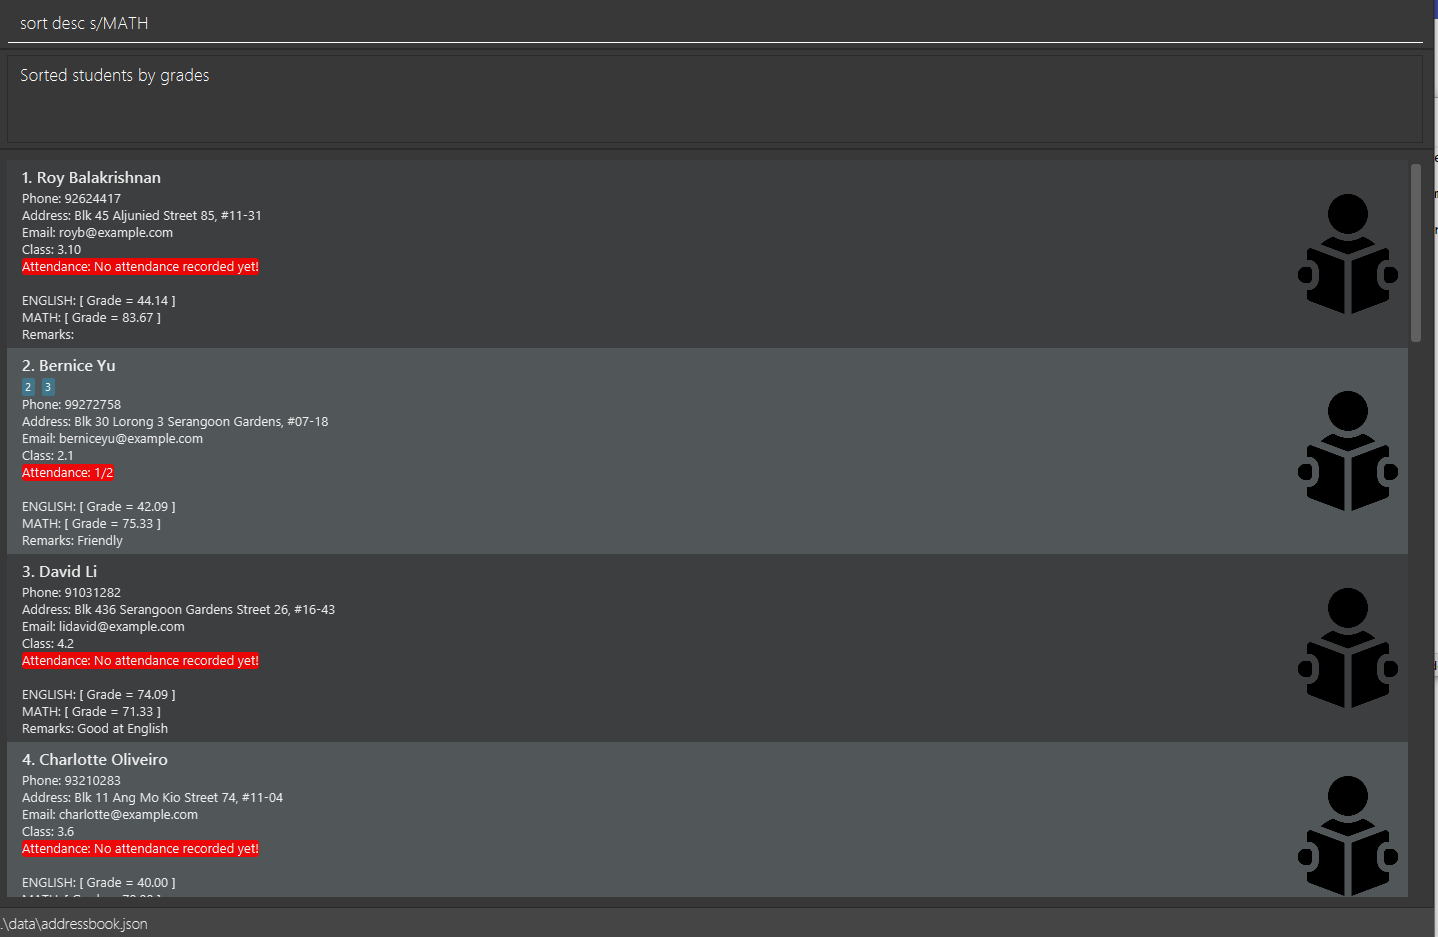 sort desc s/MATH
Sorted students by grades
1. Roy Balakrishnan
Phone: 92624417
Address: Blk 45 Aljunied Street 85, #11-31
Email: royb@example.com
Class: 3.10
Attendance: No attendance recorded yet!
ENGLISH: [ Grade = 44.14 ]
MATH: [ Grade = 83.67 ]
Remarks:
2. Bernice Yu
2 3
Phone: 99272758
Address: Blk 30 Lorong 3 Serangoon Gardens, #07-18
Email: berniceyu@example.com
Class: 2.1
Attendance: 1/2
ENGLISH: [ Grade = 42.09 ]
MATH: [ Grade = 75.33 ]
Remarks: Friendly
3. David Li
Phone: 91031282
Address: Blk 436 Serangoon Gardens Street 26, #16-43
Email: lidavid@example.com
Class: 4.2
Attendance: No attendance recorded yet!
ENGLISH: [ Grade = 74.09 ]
MATH: [ Grade = 71.33 ]
Remarks: Good at English
4. Charlotte Oliveiro
Phone: 93210283
Address: Blk 11 Ang Mo Kio Street 74, #11-04
Email: charlotte@example.com
Class: 3.6
Attendance: No attendance recorded yet!
ENGLISH: [ Grade = 40.00 ]
.\data\addressbook.json